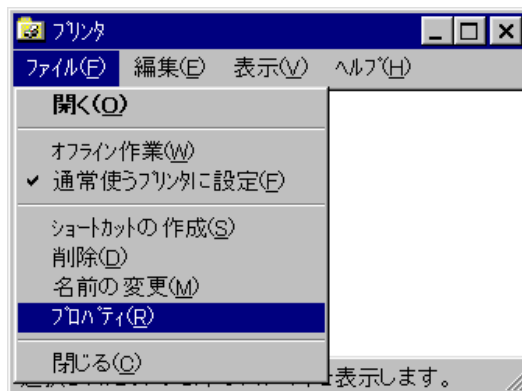 プリンタ
ファイル(F) 編集(E) 表示(V) ヘルプ(H)
開く(O)
オフライン作業(W)
✔ 通常使うプリンタに設定(F)
ショートカットの作成(S)
削除(D)
名前の変更(M)
プロパティ(R)
閉じる(C)
を表示します。